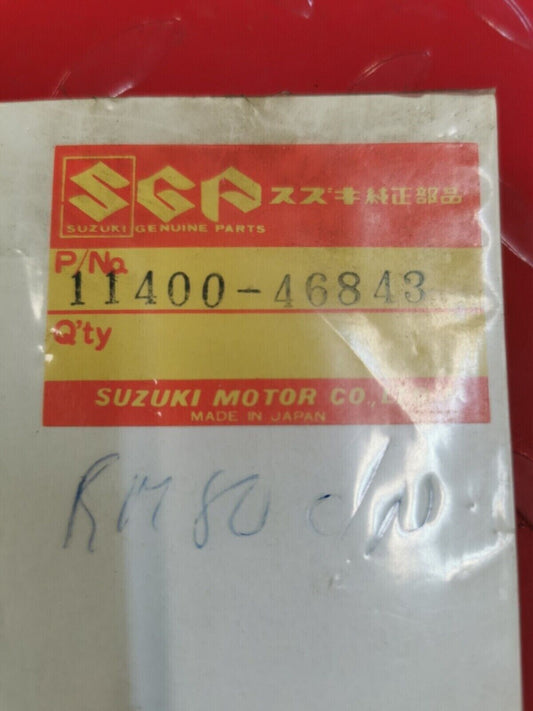 SGP スズキ純正部品
SUZUKI GENUINE PARTS
P/No.
11400-46843
Q'ty
SUZUKI MOTOR CO.,
MADE IN JAPAN
RM 80